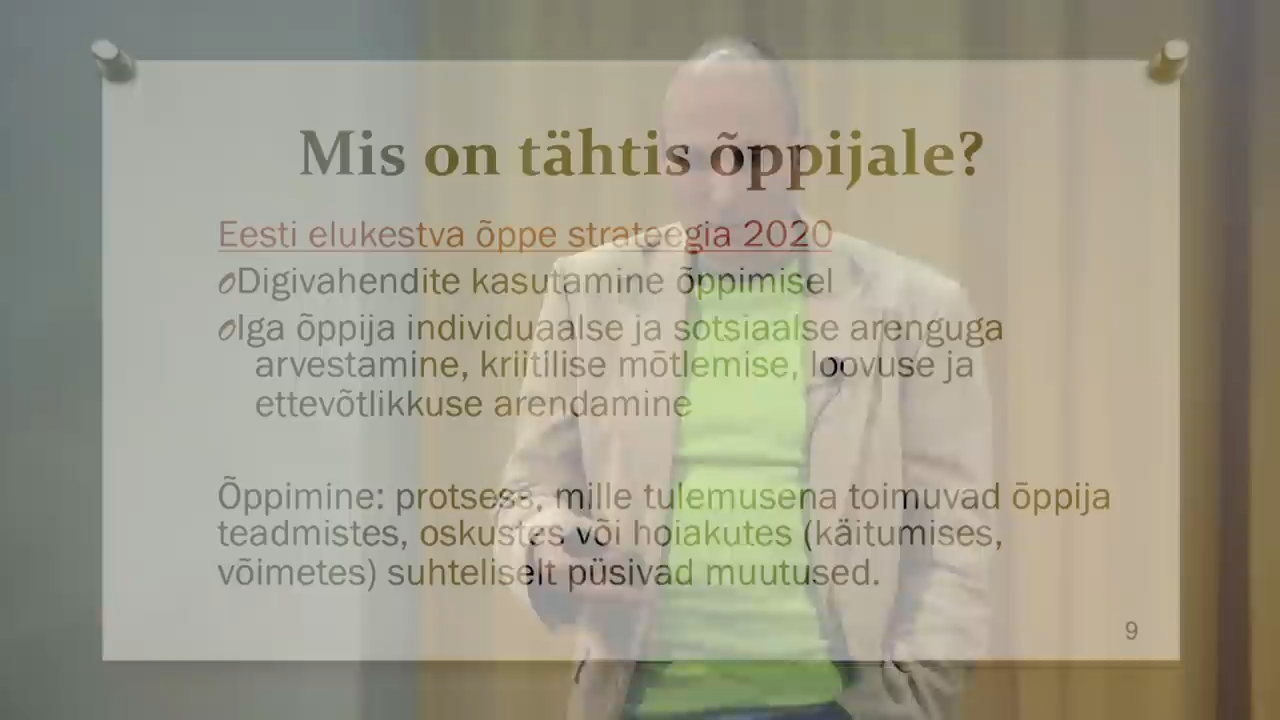 Mis on tähtis õppijale?
Eesti elukestva õppe strateegia 2020
Digivahendite kasutamine õppimisel
Iga õppija individuaalse ja sotsiaalse arenguga
arvestamine, kriitilise mõtlemise, loovuse ja
ettevõtlikkuse arendamine
Õppimine: protsess, mille tulemusena toimuvad õppija
teadmistes, oskustes või hoiakutes (käitumises,
võimetes) suhteliselt püsivad muutused.
9